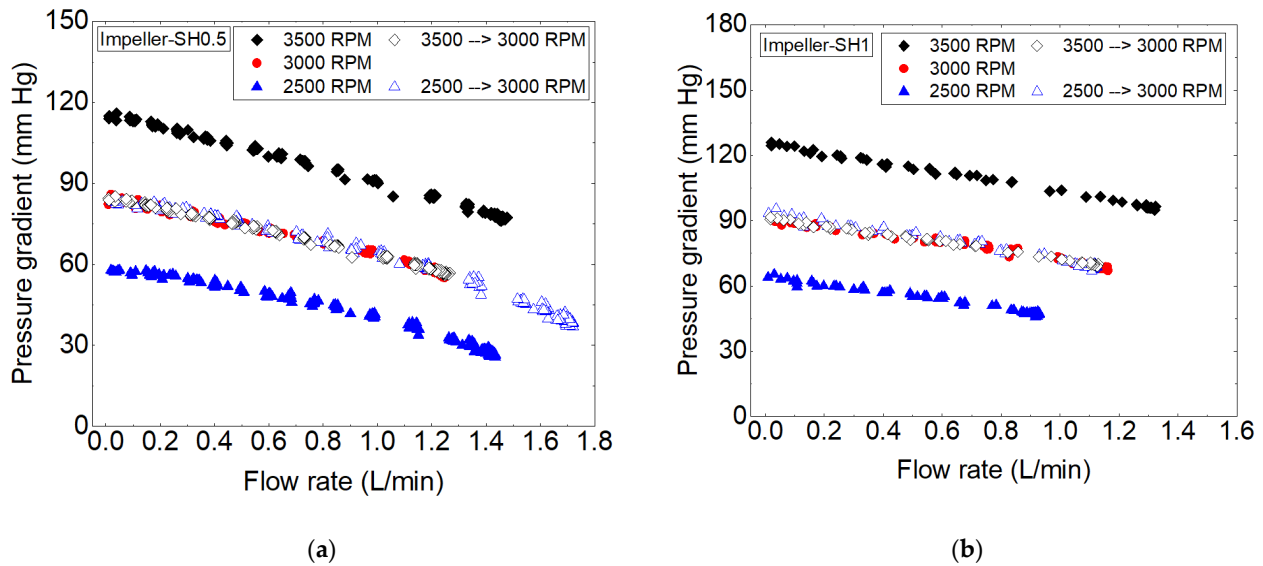 Impeller-SH0.5
3500 RPM
3500 --> 3000 RPM
3000 RPM
2500 RPM
2500 --> 3000 RPM
Pressure gradient (mm Hg)
150
120
90
60
30
0
0.0 0.2 0.4 0.6 0.8 1.0 1.2 1.4 1.6 1.8
Flow rate (L/min)
(a)
Impeller-SH1
3500 RPM
3500 --> 3000 RPM
3000 RPM
2500 RPM
2500 --> 3000 RPM
Pressure gradient (mm Hg)
180
150
120
90
60
30
0
0.0 0.2 0.4 0.6 0.8 1.0 1.2 1.4 1.6
Flow rate (L/min)
(b)